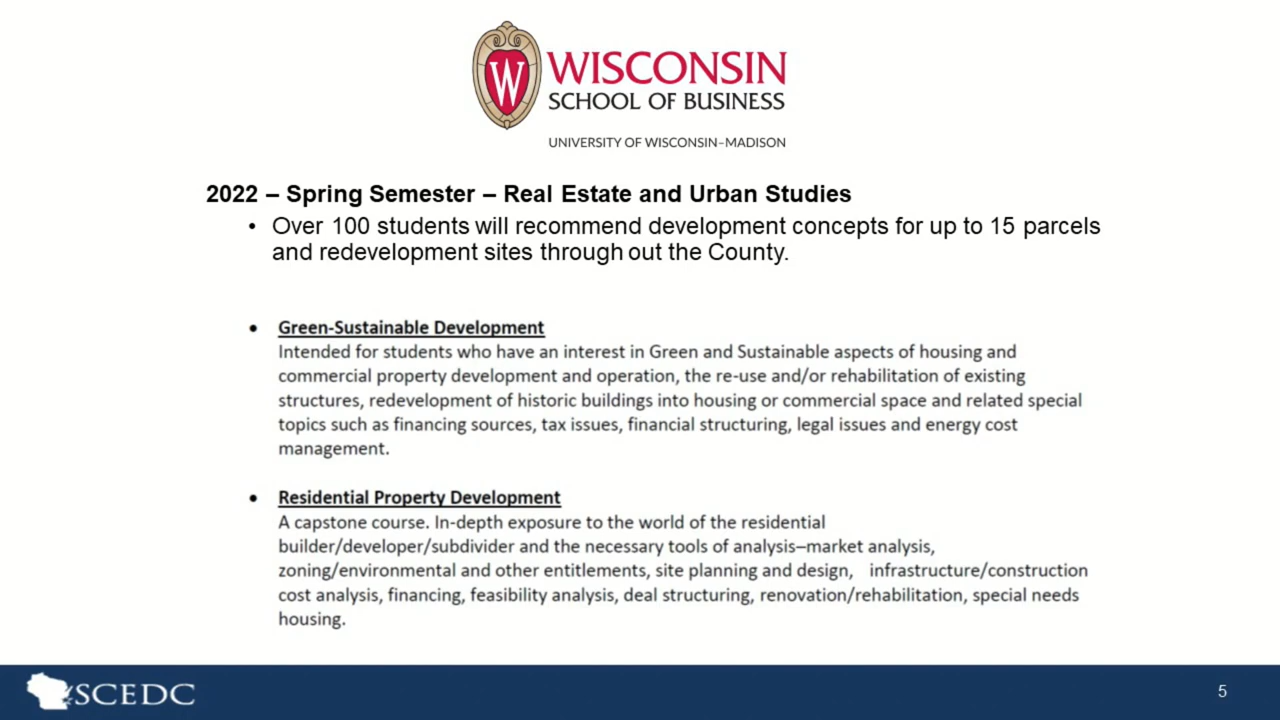 W
WISCONSIN
SCHOOL OF BUSINESS
UNIVERSITY OF WISCONSIN–MADISON
2022 – Spring Semester – Real Estate and Urban Studies
• Over 100 students will recommend development concepts for up to 15 parcels
and redevelopment sites through out the County.
• Green-Sustainable Development
Intended for students who have an interest in Green and Sustainable aspects of housing and
commercial property development and operation, the re-use and/or rehabilitation of existing
structures, redevelopment of historic buildings into housing or commercial space and related special
topics such as financing sources, tax issues, financial structuring, legal issues and energy cost
management.
• Residential Property Development
A capstone course. In-depth exposure to the world of the residential
builder/developer/subdivider and the necessary tools of analysis–market analysis,
zoning/environmental and other entitlements, site planning and design, infrastructure/construction
cost analysis, financing, feasibility analysis, deal structuring, renovation/rehabilitation, special needs
housing.
SCEDC
5